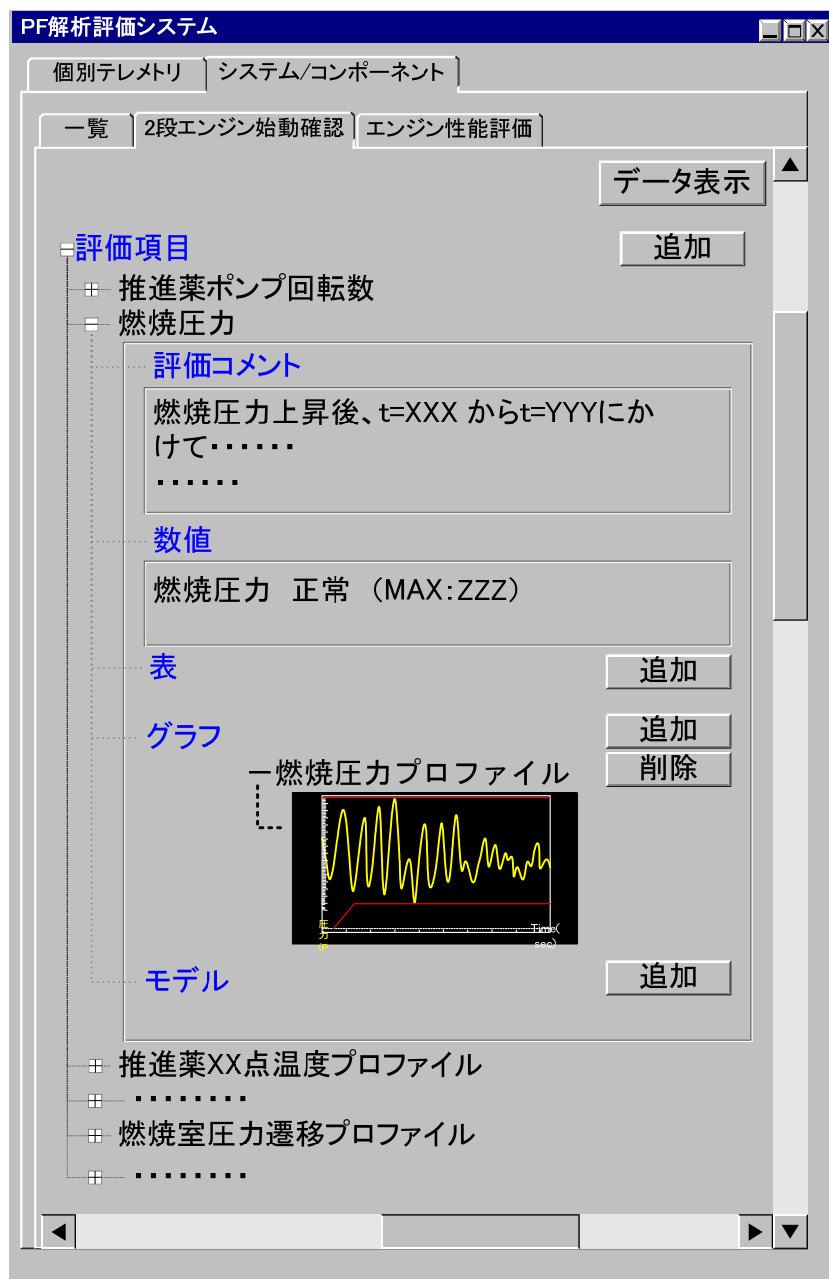 PF解析評価システム
個別テレメトリ
システム/コンポーネント
一覧
2段エンジン始動確認
エンジン性能評価
データ表示
評価項目
追加
推進薬ポンプ回転数
燃焼圧力
評価コメント
燃焼圧力上昇後、t=XXX からt=YYYにか
けて・・・・・・
・・・・・・
数値
燃焼圧力 正常 （MAX:ZZZ）
表
追加
グラフ
追加
削除
燃焼圧力プロファイル
圧
力
(P
Time(
sec)
モデル
追加
推進薬XX点温度プロファイル
・・・・・・・・
燃焼室圧力遷移プロファイル
・・・・・・・・